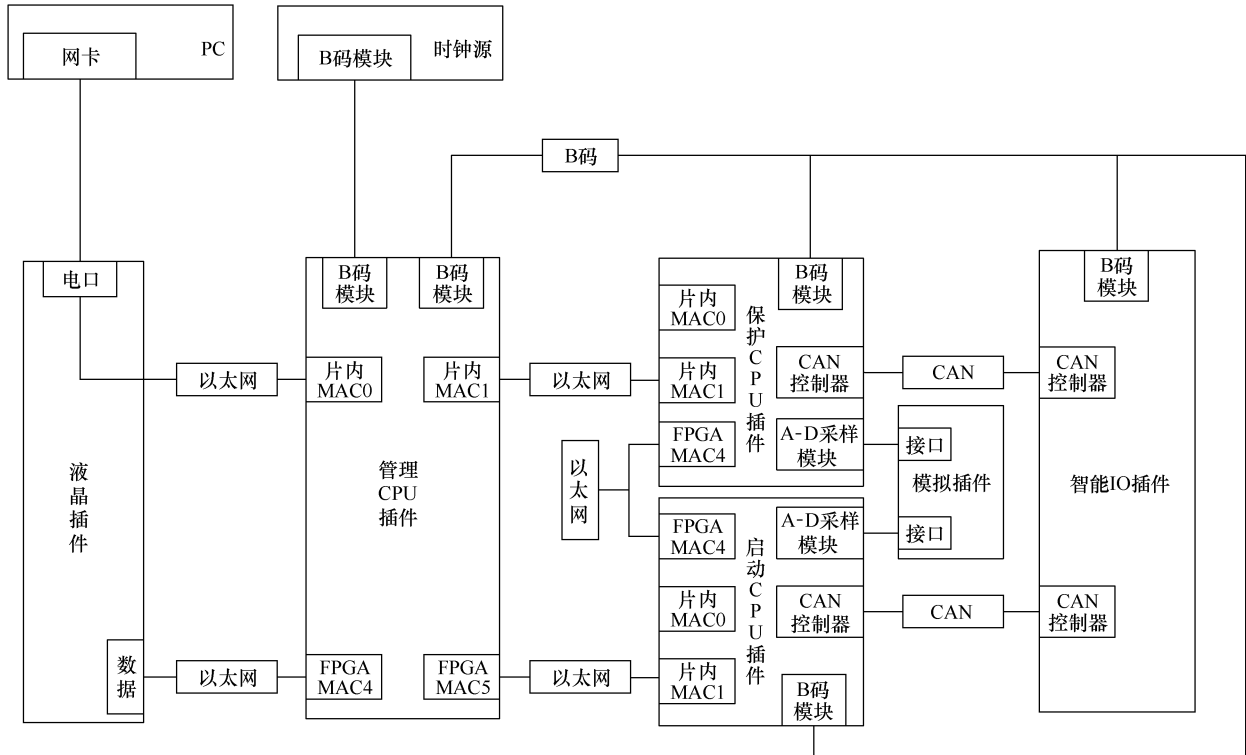 网卡
PC
B码模块
时钟源
B码
电口
B码
模块
B码
模块
B码
模块
B码
模块
液
晶
插
件
以太网
片内
MAC0
管理
CPU
插件
片内
MAC1
以太网
片内
MAC0
片内
MAC1
FPGA
MAC4
保
护
C
P
U
插
件
CAN
控制器
A-D采样
模块
CAN
CAN
控制器
以
太
网
接口
模拟插件
接口
智能IO插件
FPGA
MAC4
片内
MAC0
片内
MAC1
启
动
C
P
U
插
件
A-D采样
模块
CAN
控制器
CAN
CAN
控制器
B码
模块
数
据
以太网
FPGA
MAC4
FPGA
MAC5
以太网